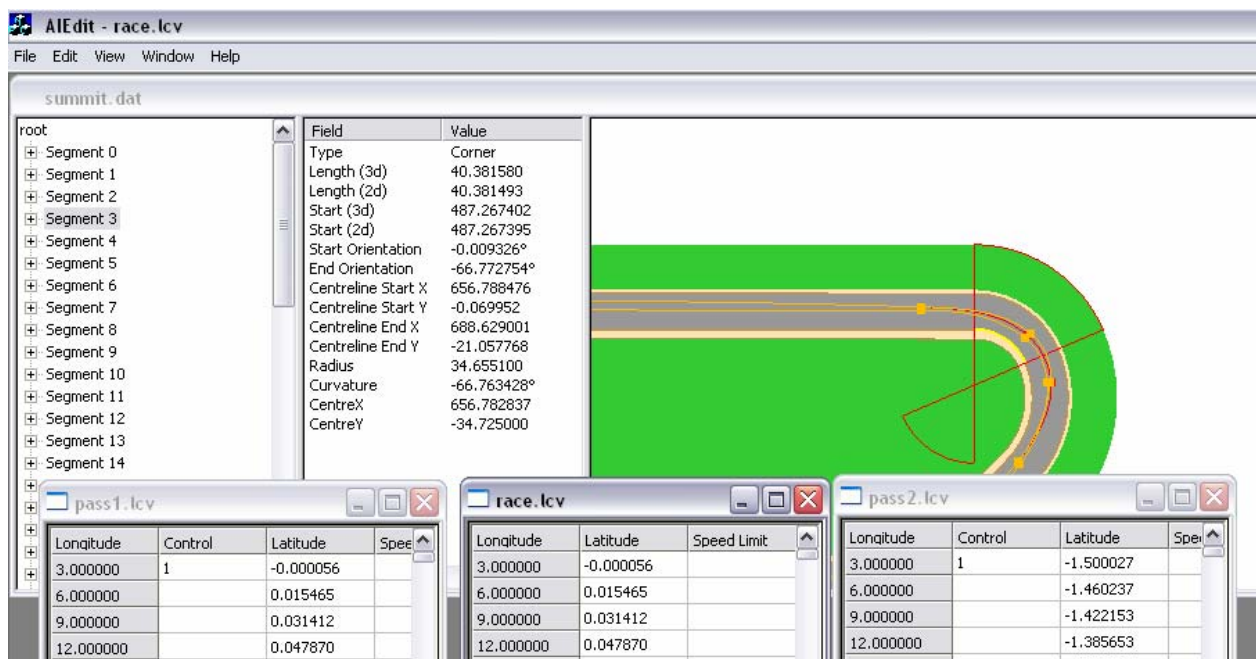 AIEdit - race.lcv
File Edit View Window Help
summit.dat
root
Segment 0
Segment 1
Segment 2
Segment 3
Segment 4
Segment 5
Segment 6
Segment 7
Segment 8
Segment 9
Segment 10
Segment 11
Segment 12
Segment 13
Segment 14
Field Value
Type Corner
Length (3d) 40.381580
Length (2d) 40.381493
Start (3d) 487.267402
Start (2d) 487.267395
Start Orientation -0.009326°
End Orientation -66.772754°
Centreline Start X 656.788476
Centreline Start Y -0.069952
Centreline End X 688.629001
Centreline End Y -21.057768
Radius 34.655100
Curvature -66.763428°
CentreX 656.782837
CentreY -34.725000
pass1.lcv
Longitude Control Latitude Spee
3.000000 1 -0.000056
6.000000 0.015465
9.000000 0.031412
12.000000 0.047870
race.lcv
Longitude Latitude Speed Limit
3.000000 -0.000056
6.000000 0.015465
9.000000 0.031412
12.000000 0.047870
pass2.lcv
Longitude Control Latitude Spe
3.000000 1 -1.500027
6.000000 -1.460237
9.000000 -1.422153
12.000000 -1.385653